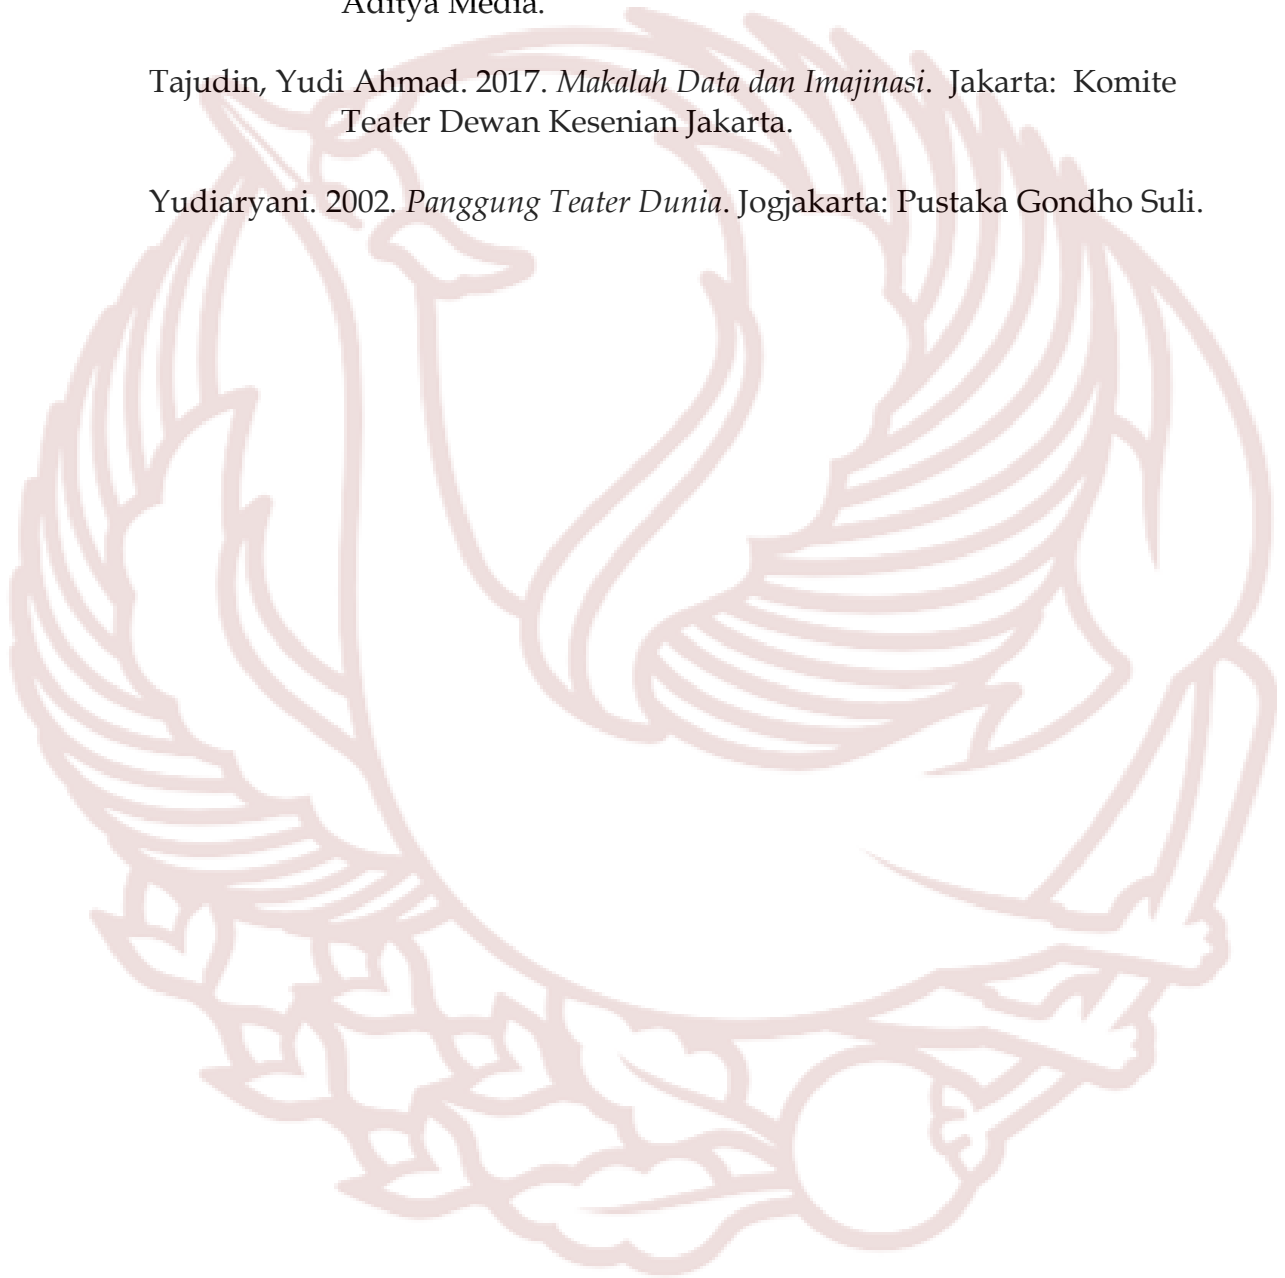 Aditya Media.
Tajudin, Yudi Ahmad. 2017. Makalah Data dan Imajinasi. Jakarta: Komite
Teater Dewan Kesenian Jakarta.
Yudiaryani. 2002. Panggung Teater Dunia. Jogjakarta: Pustaka Gondho Suli.